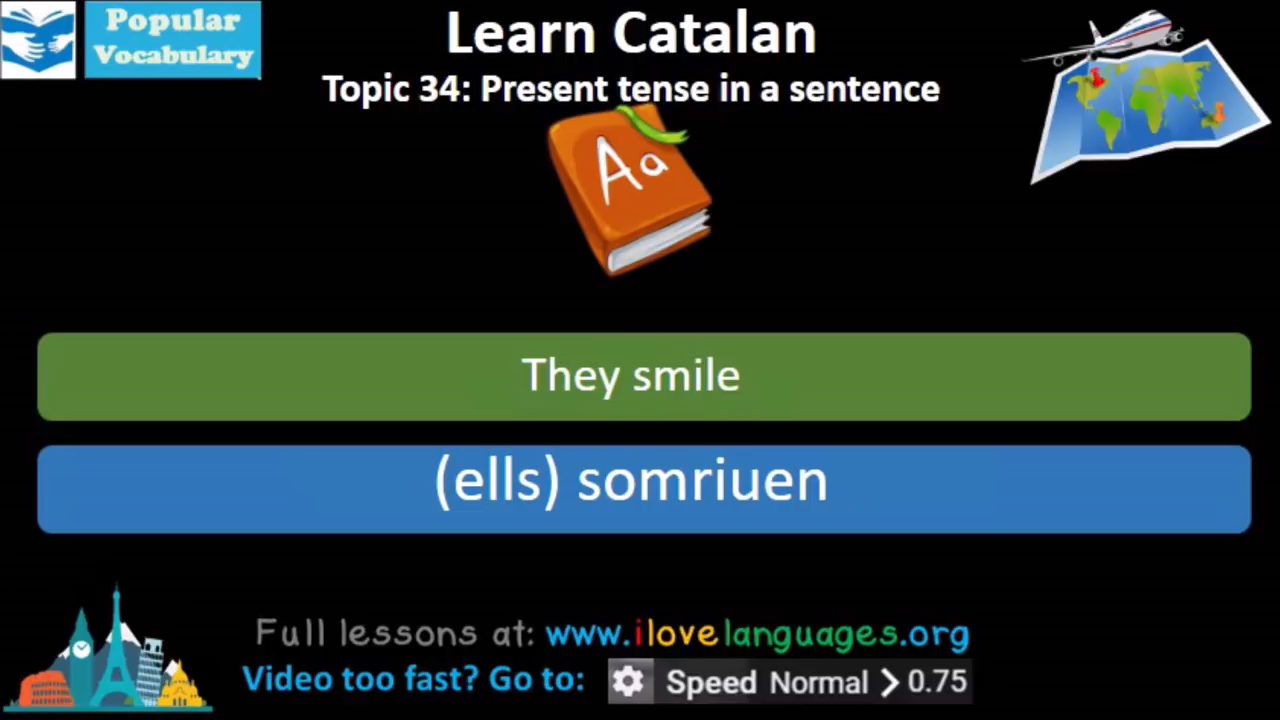 Popular
Vocabulary
Learn Catalan
Topic 34: Present tense in a sentence
Aa
They smile
(ells) somriuen
Full lessons at: www.ilovelanguages.org
Video too fast? Go to: Speed Normal > 0.75